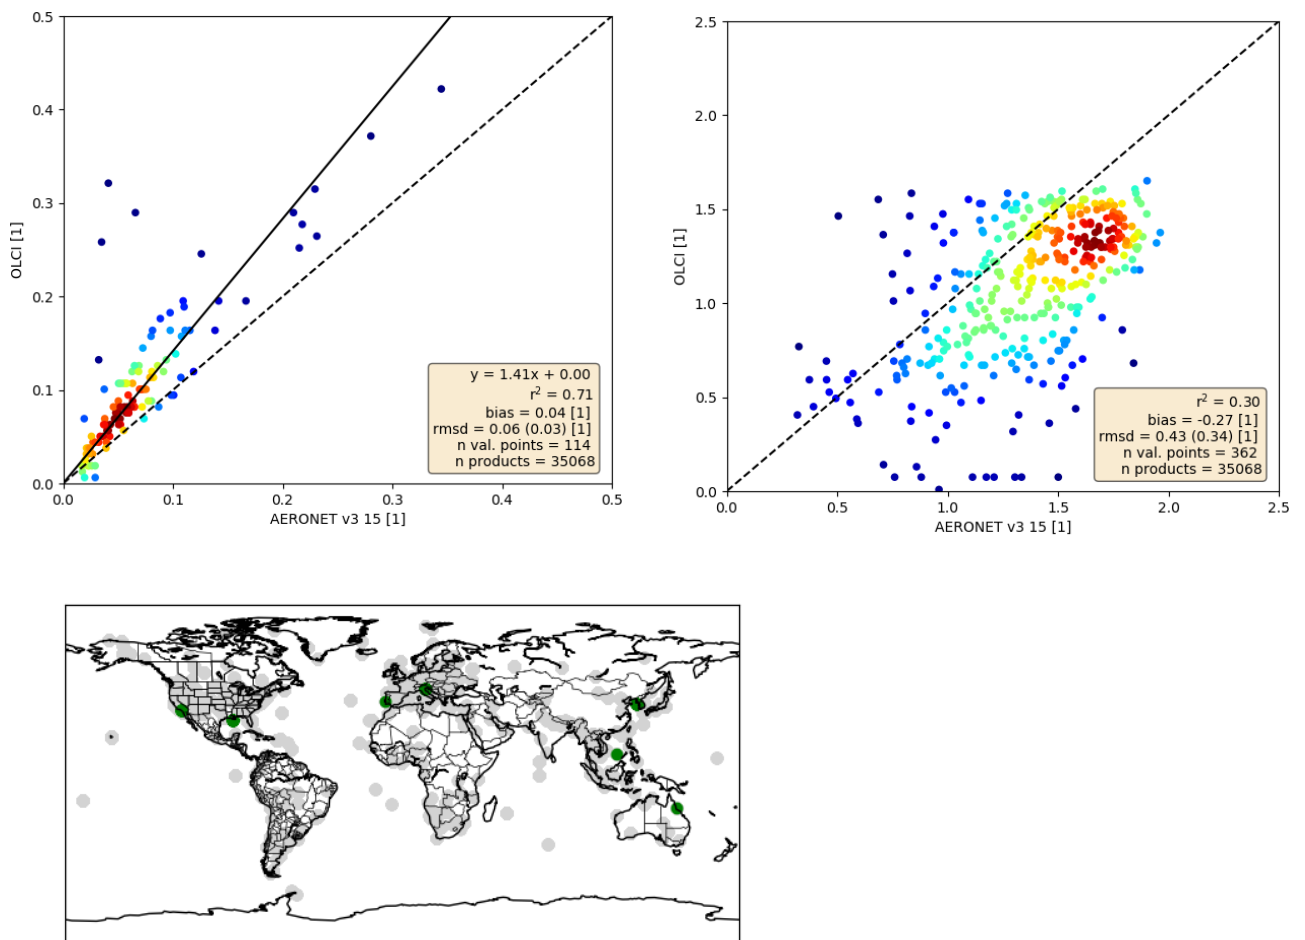 0.5
0.4
0.3
0.2
0.1
0.0
OLCI [1]
0.0 0.1 0.2 0.3 0.4 0.5
AERONET v3 15 [1]
y = 1.41x + 0.00
r² = 0.71
bias = 0.04 [1]
rmsd = 0.06 (0.03) [1]
n val. points = 114
n products = 35068
2.5
2.0
1.5
1.0
0.5
0.0
OLCI [1]
0.0 0.5 1.0 1.5 2.0 2.5
AERONET v3 15 [1]
r² = 0.30
bias = -0.27 [1]
rmsd = 0.43 (0.34) [1]
n val. points = 362
n products = 35068